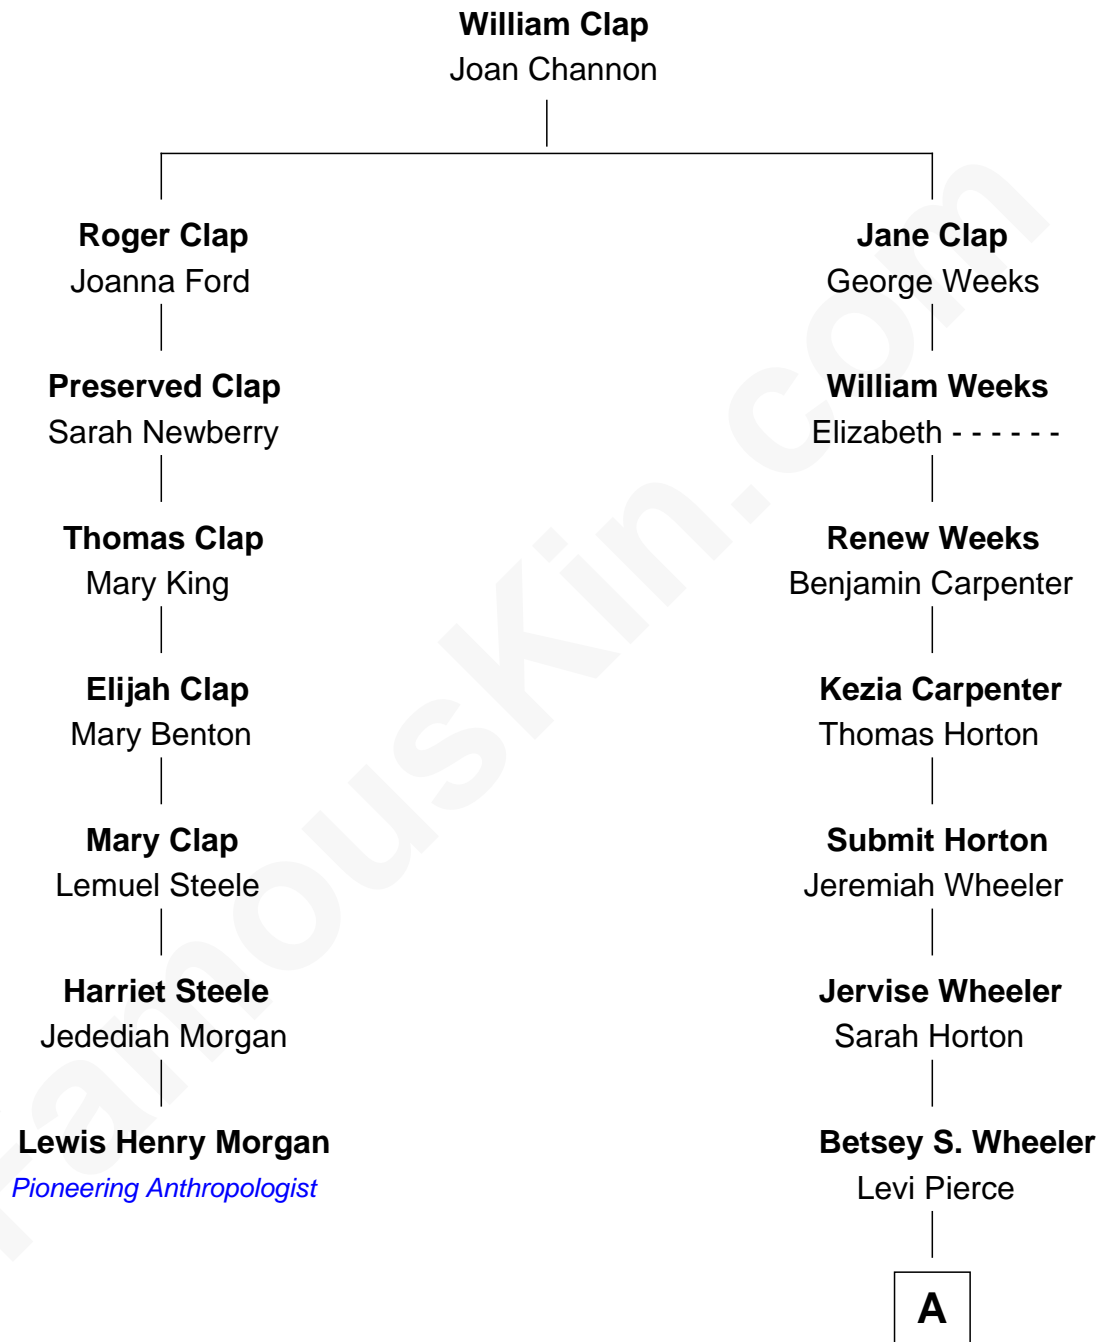 William Clap
Joan Channon
Roger Clap
Joanna Ford
Jane Clap
George Weeks
Preserved Clap
Sarah Newberry
William Weeks
Elizabeth - - - - - -
Thomas Clap
Mary King
Renew Weeks
Benjamin Carpenter
Elijah Clap
Mary Benton
Kezia Carpenter
Thomas Horton
Mary Clap
Lemuel Steele
Submit Horton
Jeremiah Wheeler
Harriet Steele
Jedediah Morgan
Jervise Wheeler
Sarah Horton
Lewis Henry Morgan
Pioneering Anthropologist
Betsey S. Wheeler
Levi Pierce
A
FamousKin.com